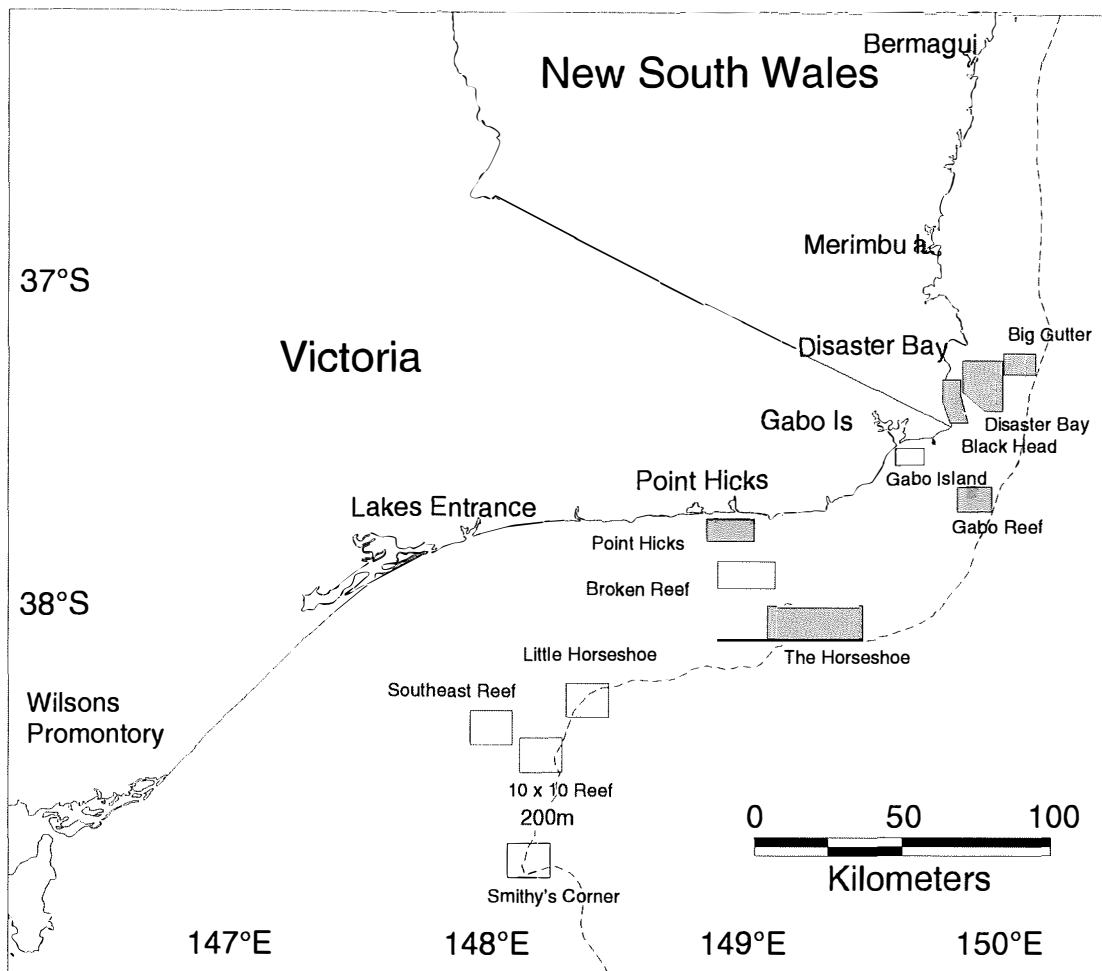 Bermagui
New South Wales
Merimbula
37°S
Big Gutter
Disaster Bay
Victoria
Gabo Is
Disaster Bay
Black Head
Point Hicks
Gabo Island
Lakes Entrance
Gabo Reef
Point Hicks
Broken Reef
38°S
Little Horseshoe
The Horseshoe
Southeast Reef
Wilsons
Promontory
10 x 10 Reef
200m
0 50 100
Kilometers
Smithy's Corner
147°E 148°E 149°E 150°E